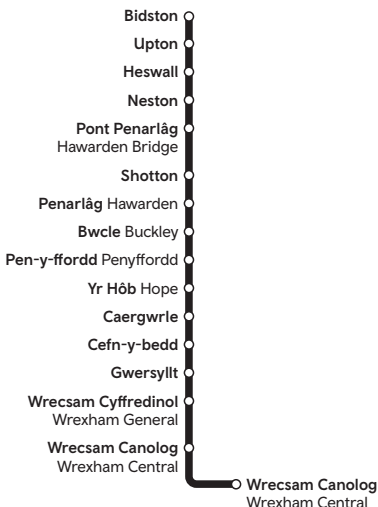 Bidston
Upton
Heswall
Neston
Pont Penarlâg
Hawarden Bridge
Shotton
Penarlâg Hawarden
Bwcle Buckley
Pen-y-ffordd Penyffordd
Yr Hôb Hope
Caergwrle
Cefn-y-bedd
Gwersyllt
Wrecsam Cyffredinol
Wrexham General
Wrecsam Canolog
Wrexham Central
Wrecsam Canolog
Wrexham Central